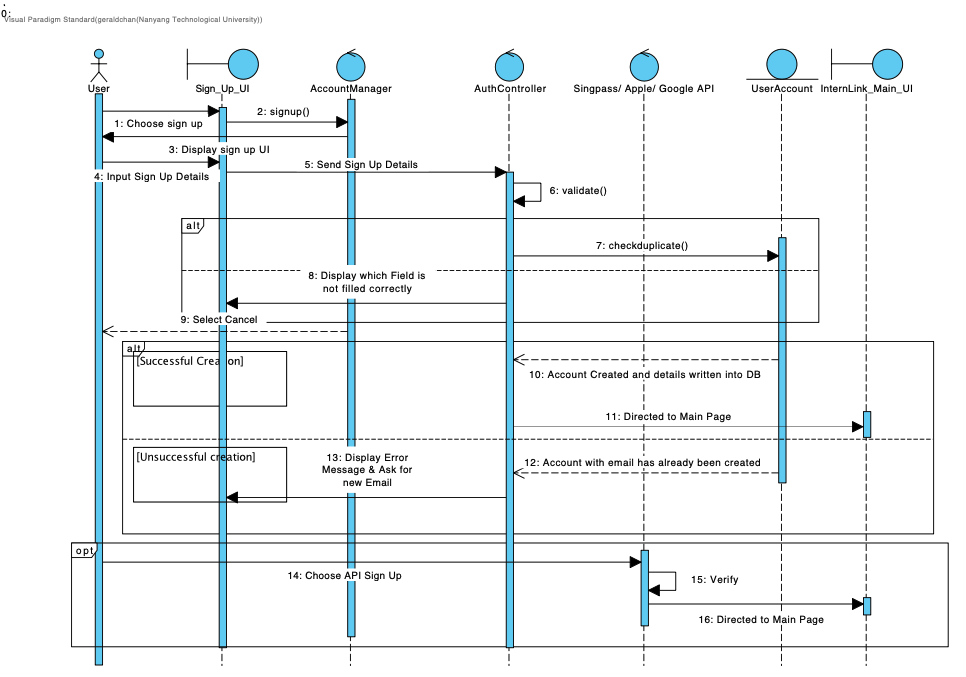 .
0:
Visual Paradigm Standard(geraldchan(Nanyang Technological University))
User
Sign_Up_UI
AccountManager
AuthController
Singpass/ Apple/ Google API
UserAccount
InternLink_Main_UI
1: Choose sign up
2: signup()
3: Display sign up UI
4: Input Sign Up Details
5: Send Sign Up Details
6: validate()
alt
7: checkduplicate()
8: Display which Field is
not filled correctly
9: Select Cancel
alt
[Successful Creation]
10: Account Created and details written into DB
11: Directed to Main Page
[Unsuccessful creation]
12: Account with email has already been created
13: Display Error
Message & Ask for
new Email
opt
14: Choose API Sign Up
15: Verify
16: Directed to Main Page